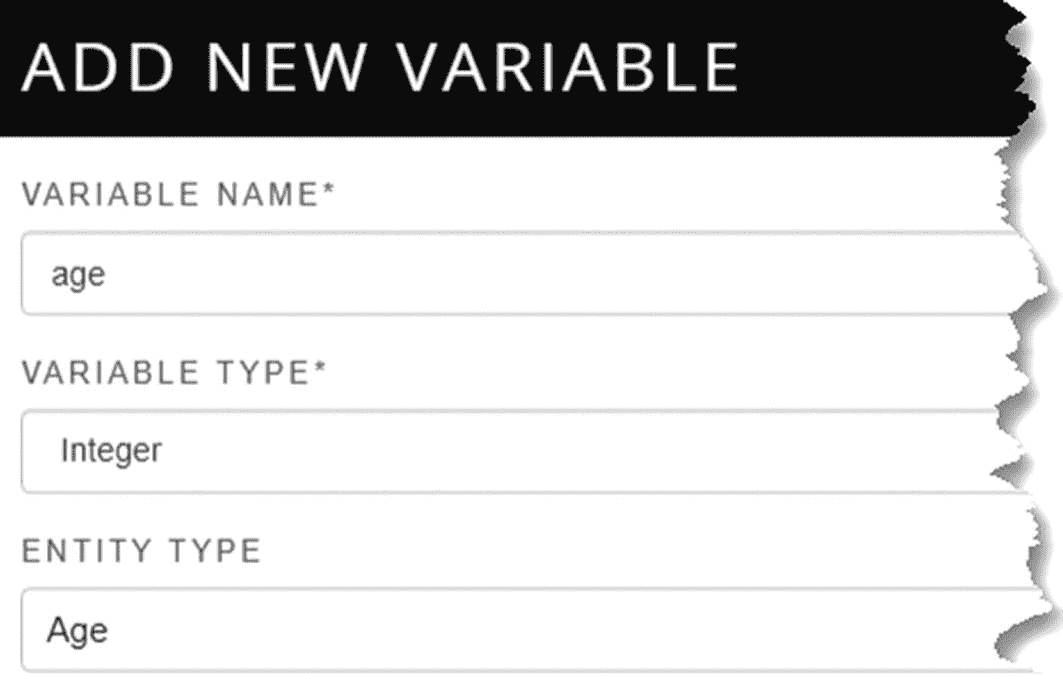 ADD NEW VARIABLE
VARIABLE NAME*
age
VARIABLE TYPE*
Integer
ENTITY TYPE
Age